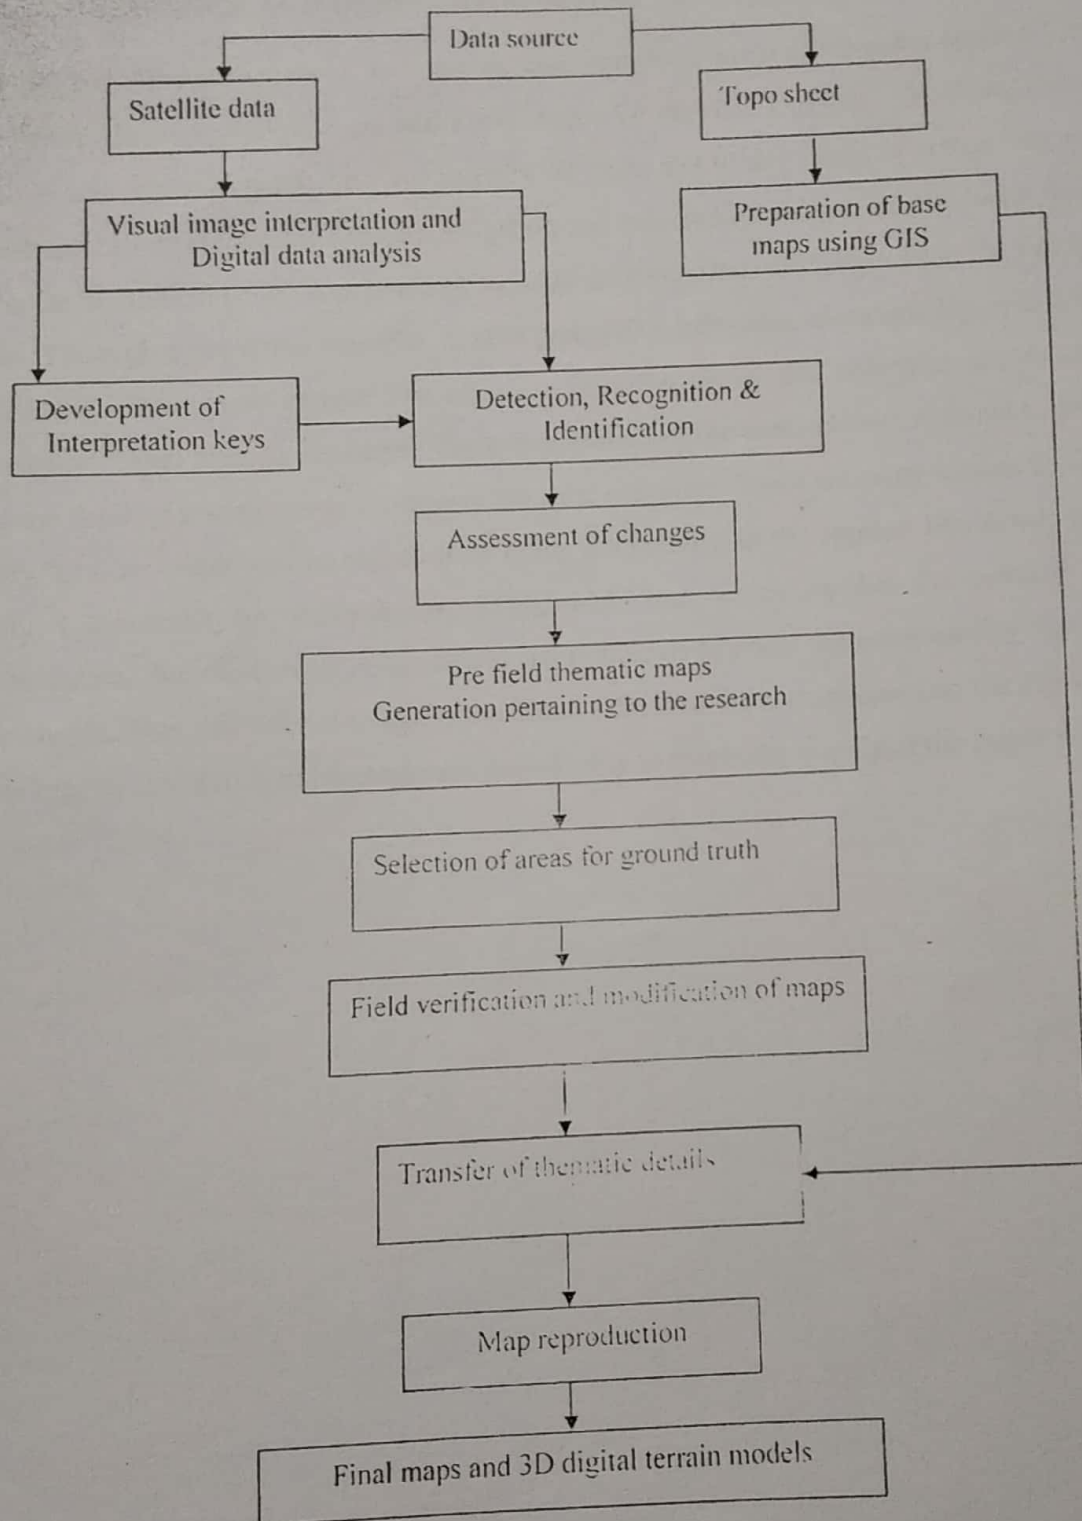 Data source
Satellite data
Topo sheet
Visual image interpretation and
Digital data analysis
Preparation of base
maps using GIS
Development of
Interpretation keys
Detection, Recognition &
Identification
Assessment of changes
Pre field thematic maps
Generation pertaining to the research
Selection of areas for ground truth
Field verification and modification of maps
Transfer of thematic details
Map reproduction
Final maps and 3D digital terrain models